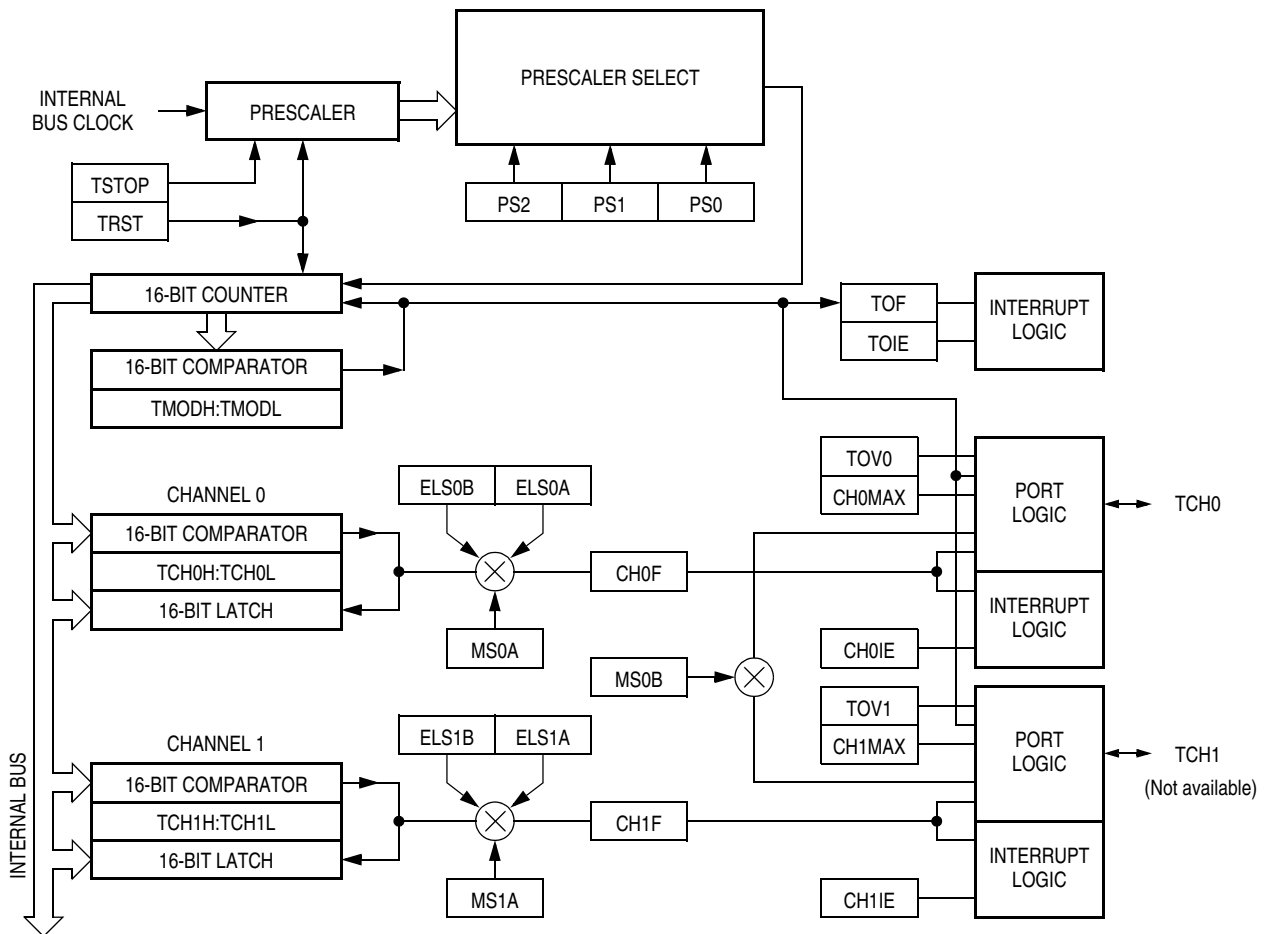 PRESCALER SELECT
INTERNAL
BUS CLOCK
PRESCALER
TSTOP
TRST
PS2
PS1
PS0
16-BIT COUNTER
TOF
TOIE
INTERRUPT
LOGIC
16-BIT COMPARATOR
TMODH:TMODL
TOV0
CH0MAX
PORT
LOGIC
TCH0
CHANNEL 0
ELS0B
ELS0A
16-BIT COMPARATOR
TCH0H:TCH0L
16-BIT LATCH
CH0F
MS0A
INTERRUPT
LOGIC
CH0IE
MS0B
TOV1
CH1MAX
PORT
LOGIC
TCH1
(Not available)
CHANNEL 1
ELS1B
ELS1A
16-BIT COMPARATOR
TCH1H:TCH1L
16-BIT LATCH
CH1F
MS1A
INTERRUPT
LOGIC
CH1IE
INTERNAL BUS